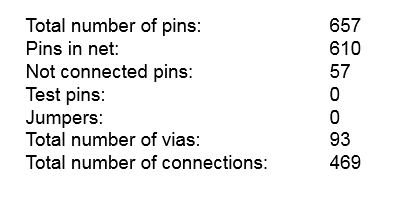 Total number of pins: 657
Pins in net: 610
Not connected pins: 57
Test pins: 0
Jumpers: 0
Total number of vias: 93
Total number of connections: 469